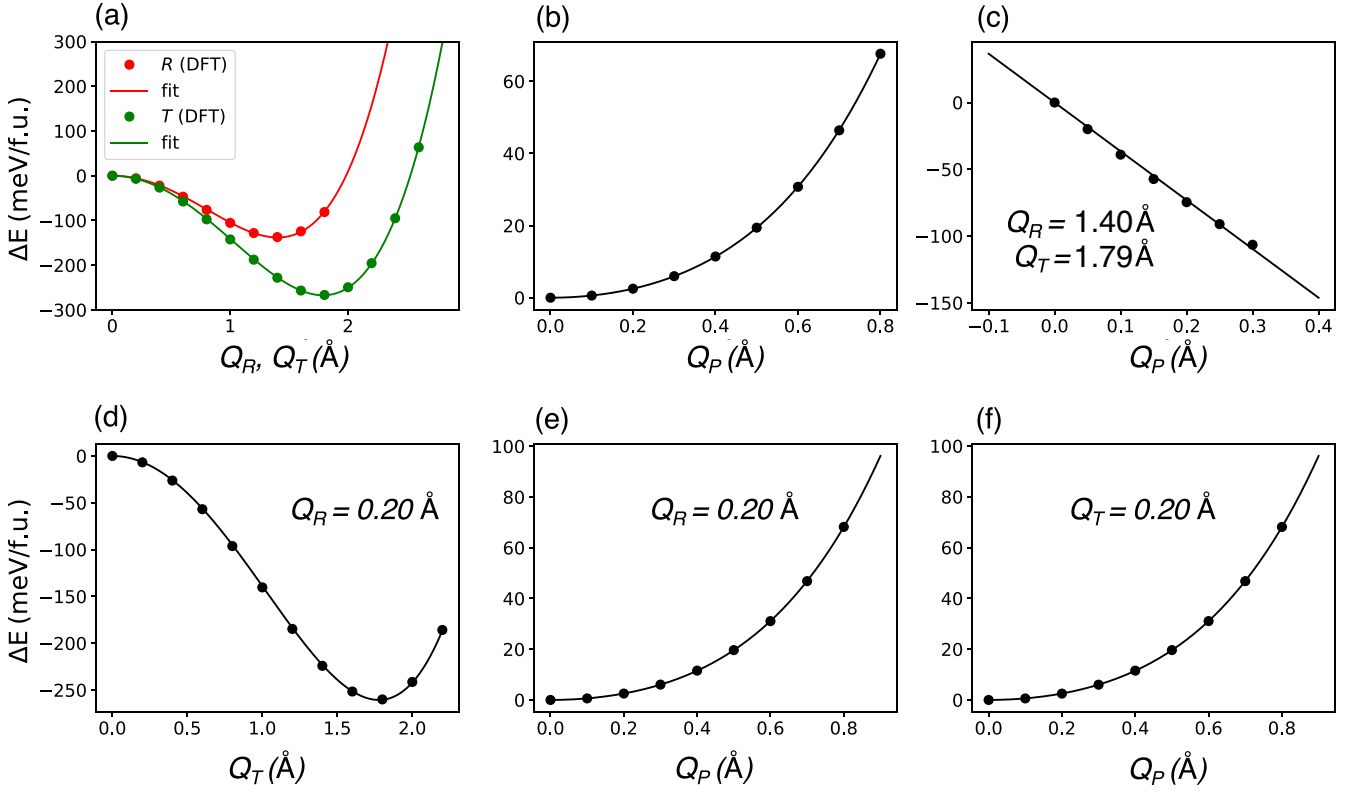 (a)
300
200
100
0
−100
−200
−300
ΔE (meV/f.u.)
R (DFT)
fit
T (DFT)
fit
0
1
2
Q_R, Q_T (Å)
(b)
60
40
20
0
0.0
0.2
0.4
0.6
0.8
Q_P (Å)
(c)
0
−50
−100
−150
Q_R = 1.40 Å
Q_T = 1.79 Å
−0.1
0.0
0.1
0.2
0.3
0.4
Q_P (Å)
(d)
0
−50
−100
−150
−200
−250
ΔE (meV/f.u.)
Q_R = 0.20 Å
0.0
0.5
1.0
1.5
2.0
Q_T (Å)
(e)
100
80
60
40
20
0
Q_R = 0.20 Å
0.0
0.2
0.4
0.6
0.8
Q_P (Å)
(f)
100
80
60
40
20
0
Q_T = 0.20 Å
0.0
0.2
0.4
0.6
0.8
Q_P (Å)